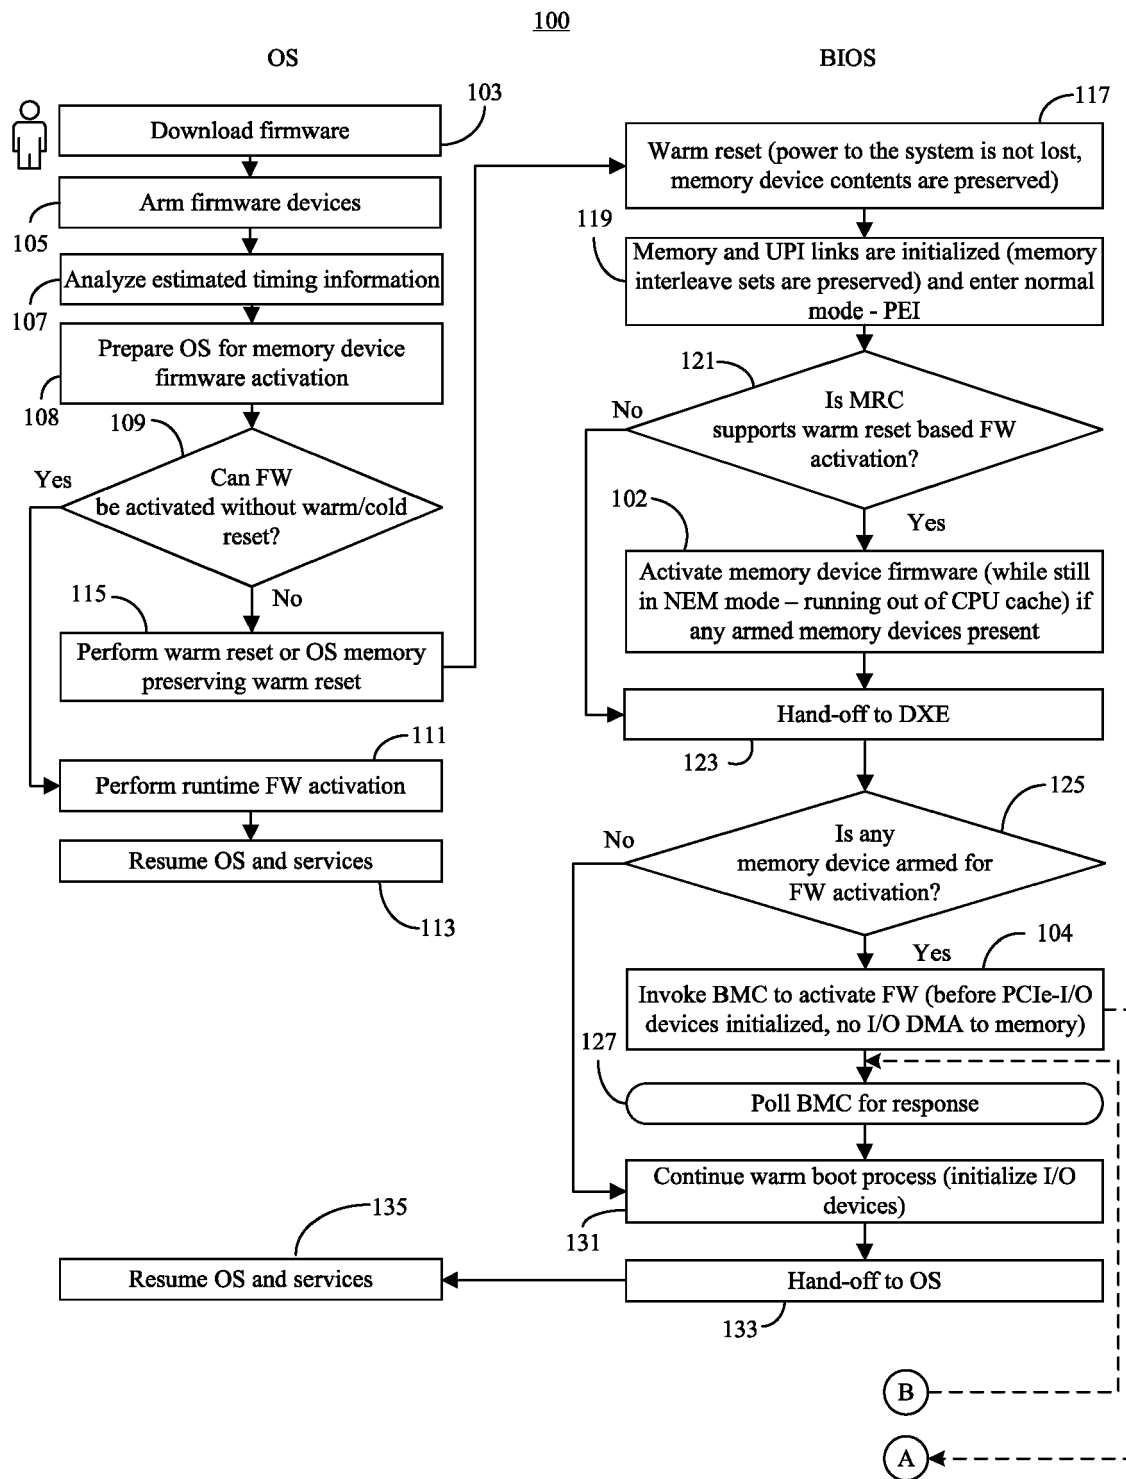 100
OS
BIOS
103
Download firmware
Arm firmware devices
105
Analyze estimated timing information
107
Prepare OS for memory device
firmware activation
108
109
Yes
Can FW
be activated without warm/cold
reset?
No
115
Perform warm reset or OS memory
preserving warm reset
111
Perform runtime FW activation
Resume OS and services
113
117
Warm reset (power to the system is not lost,
memory device contents are preserved)
119
Memory and UPI links are initialized (memory
interleave sets are preserved) and enter normal
mode - PEI
121
No
Is MRC
supports warm reset based FW
activation?
102
Yes
Activate memory device firmware (while still
in NEM mode – running out of CPU cache) if
any armed memory devices present
Hand-off to DXE
123
125
No
Is any
memory device armed for
FW activation?
Yes
104
Invoke BMC to activate FW (before PCIe-I/O
devices initialized, no I/O DMA to memory)
127
Poll BMC for response
Continue warm boot process (initialize I/O
devices)
131
135
Resume OS and services
Hand-off to OS
133
B
A